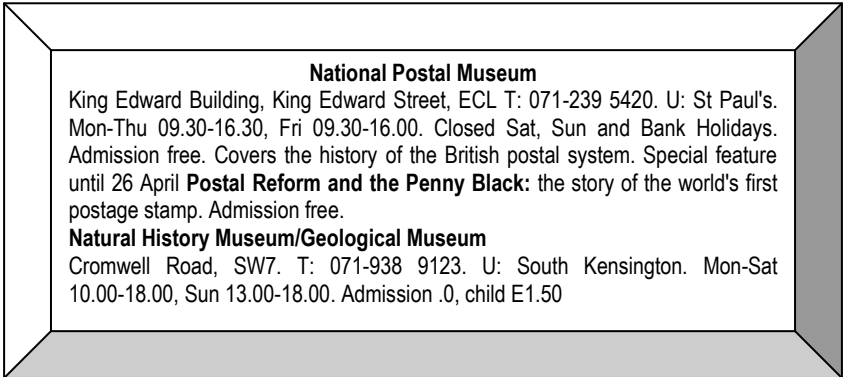 National Postal Museum
King Edward Building, King Edward Street, ECL T: 071-239 5420. U: St Paul's.
Mon-Thu 09.30-16.30, Fri 09.30-16.00. Closed Sat, Sun and Bank Holidays.
Admission free. Covers the history of the British postal system. Special feature
until 26 April Postal Reform and the Penny Black: the story of the world's first
postage stamp. Admission free.
Natural History Museum/Geological Museum
Cromwell Road, SW7. T: 071-938 9123. U: South Kensington. Mon-Sat
10.00-18.00, Sun 13.00-18.00. Admission .0, child E1.50